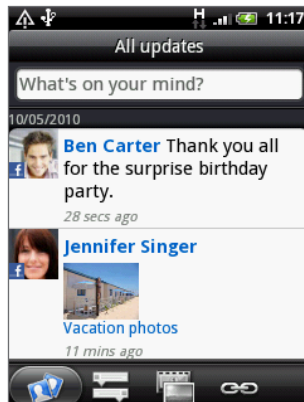 H 11:17
All updates
What's on your mind?
10/05/2010
Ben Carter Thank you all
for the surprise birthday
party.
28 secs ago
Jennifer Singer
Vacation photos
11 mins ago